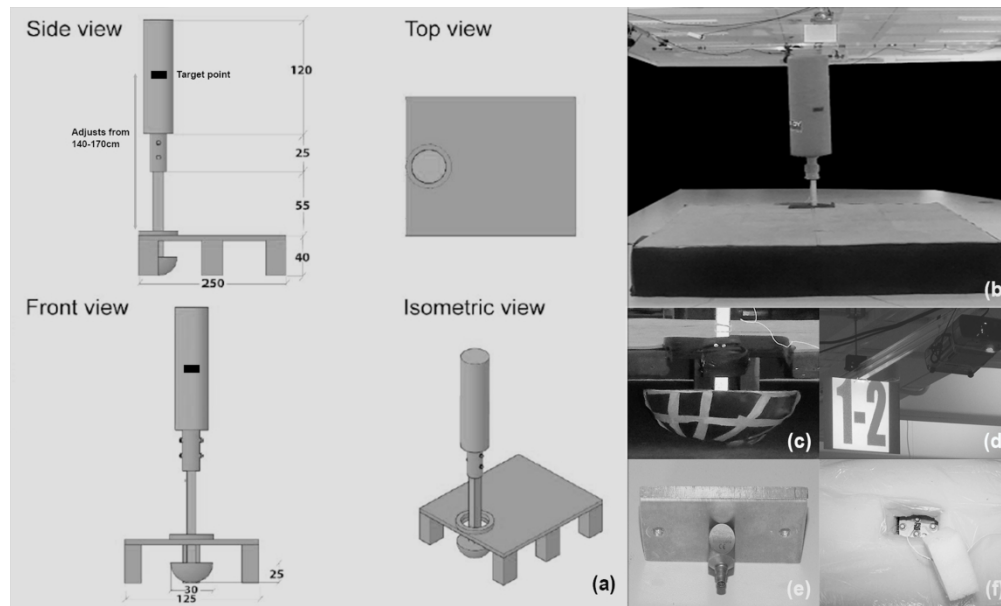 Side view
Top view
Target point
120
Adjusts from
140-170cm
25
55
40
250
(b)
Front view
Isometric view
25
30
125
(a)
(c)
1-2
(d)
(e)
(f)